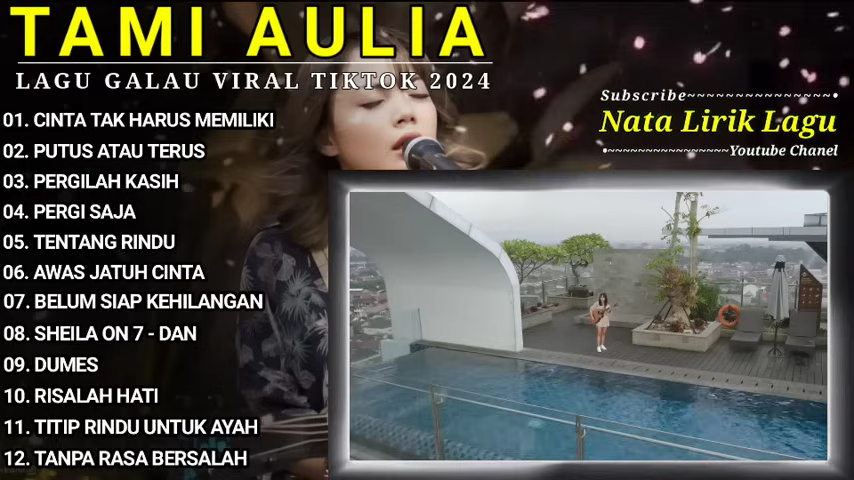 TAMI AULIA
LAGU GALAU VIRAL TIKTOK 2024
01. CINTA TAK HARUS MEMILIKI
02. PUTUS ATAU TERUS
03. PERGILAH KASIH
04. PERGI SAJA
05. TENTANG RINDU
06. AWAS JATUH CINTA
07. BELUM SIAP KEHILANGAN
08. SHEILA ON 7 - DAN
09. DUMES
10. RISALAH HATI
11. TITIP RINDU UNTUK AYAH
12. TANPA RASA BERSALAH
Subscribe~~~~~~~~~~~~~~~•
Nata Lirik Lagu
•~~~~~~~~~~~~~~~~Youtube Chanel